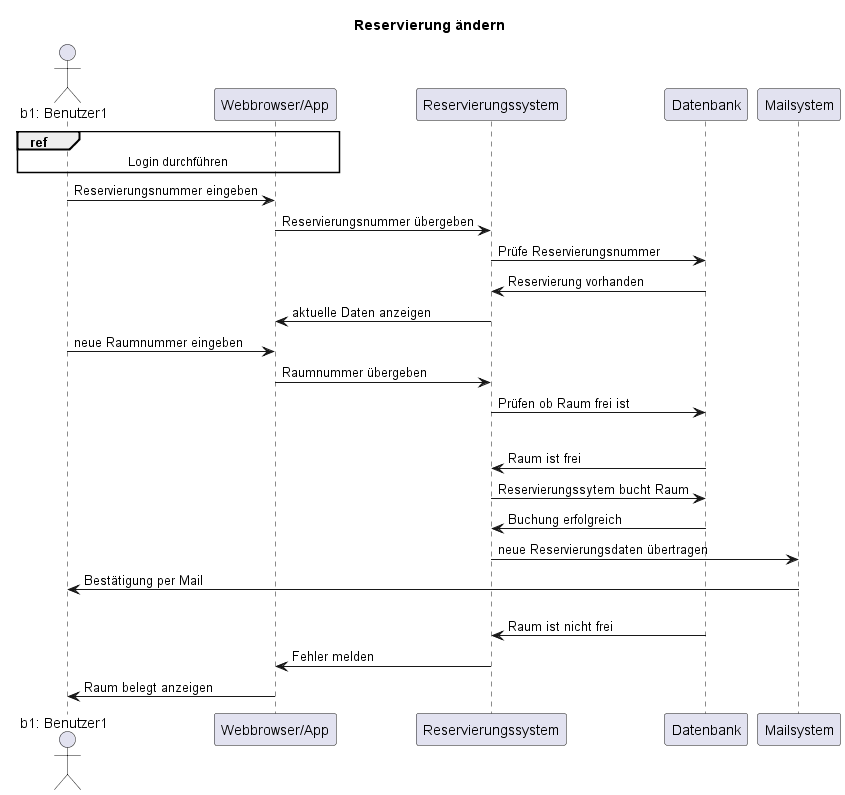 Reservierung ändern
b1: Benutzer1
Webbrowser/App
Reservierungssystem
Datenbank
Mailsystem
ref
Login durchführen
Reservierungsnummer eingeben
Reservierungsnummer übergeben
Prüfe Reservierungsnummer
Reservierung vorhanden
aktuelle Daten anzeigen
neue Raumnummer eingeben
Raumnummer übergeben
Prüfen ob Raum frei ist
Raum ist frei
Reservierungssytem bucht Raum
Buchung erfolgreich
neue Reservierungsdaten übertragen
Bestätigung per Mail
Raum ist nicht frei
Fehler melden
Raum belegt anzeigen
b1: Benutzer1
Webbrowser/App
Reservierungssystem
Datenbank
Mailsystem